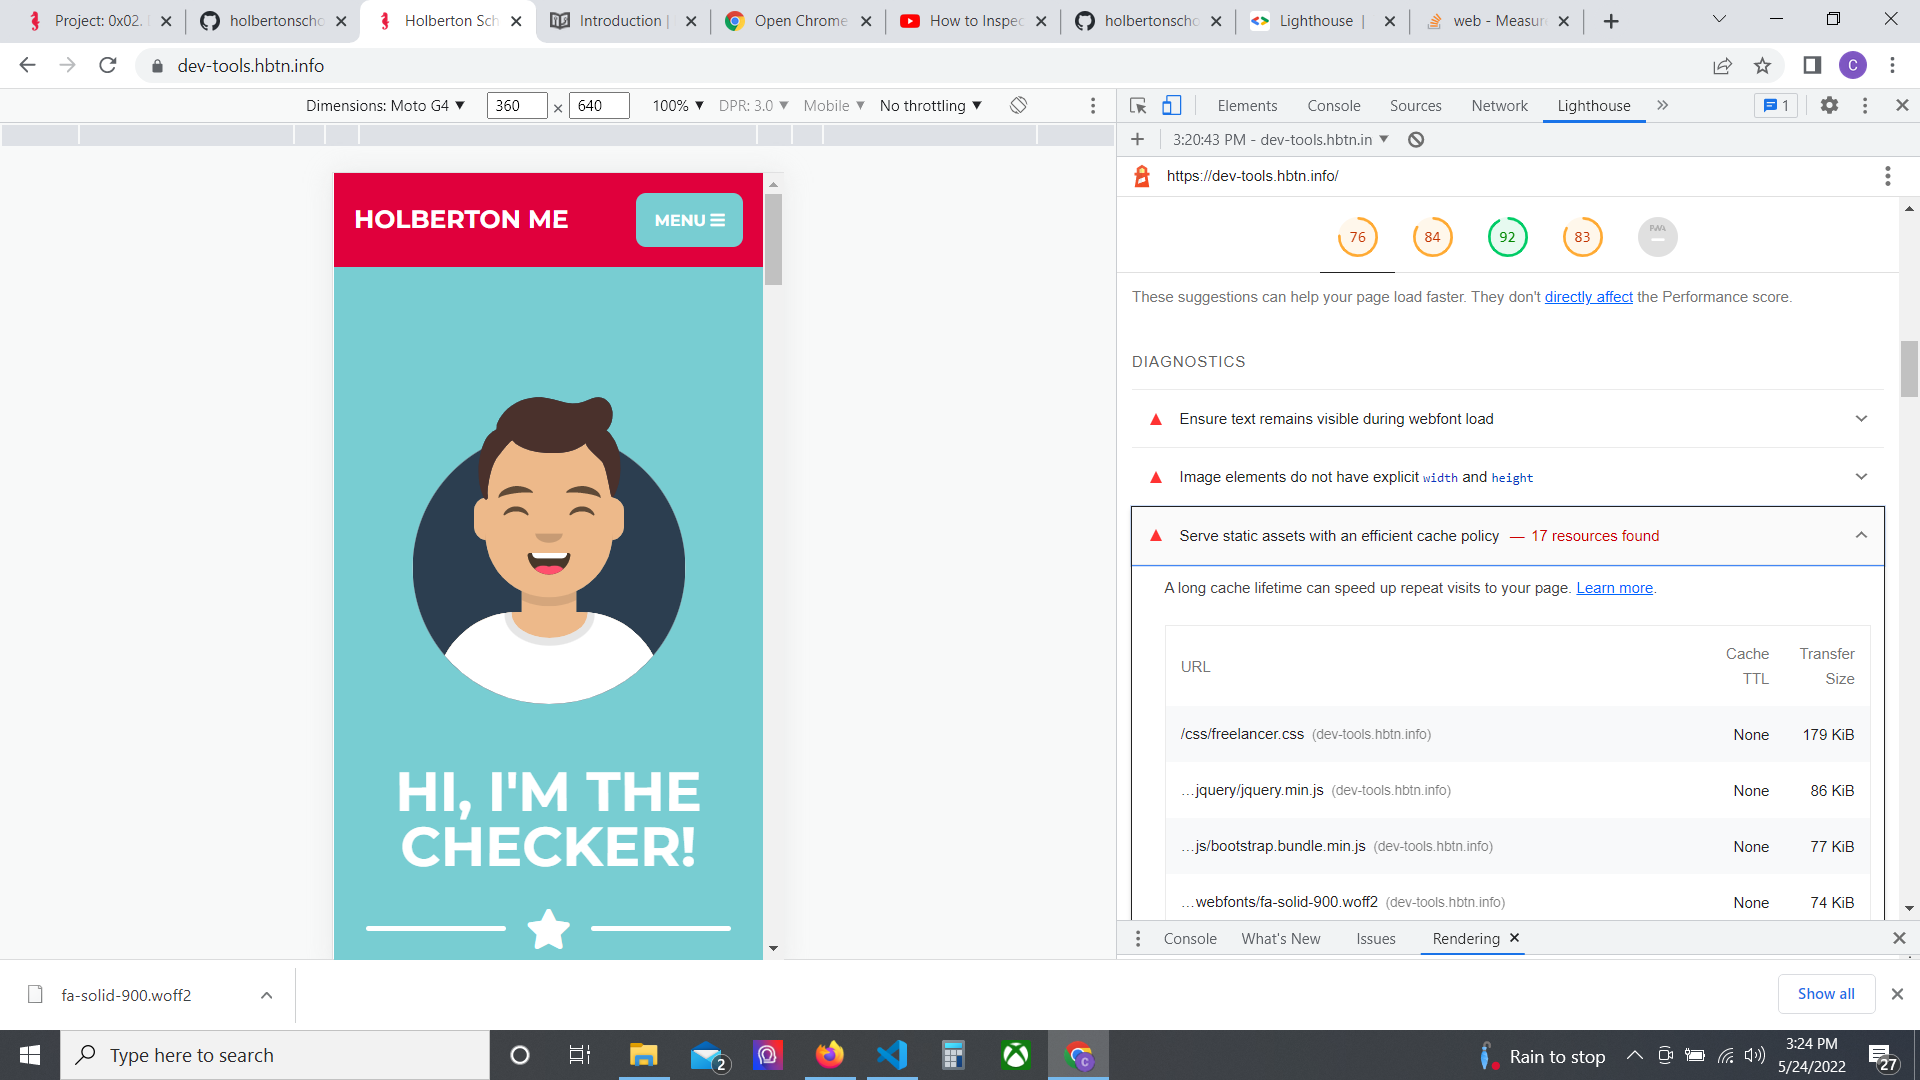 Project: 0x02.
holbertonscho
Holberton Sch
Introduction |
Open Chrome
How to Inspec
holbertonscho
Lighthouse |
web - Measure
dev-tools.hbtn.info
C
Dimensions: Moto G4 ▼ 360 × 640 100% ▼ DPR: 3.0 ▼ Mobile ▼ No throttling ▼
Elements Console Sources Network Lighthouse » 1
3:20:43 PM - dev-tools.hbtn.in ▼
https://dev-tools.hbtn.info/
76 84 92 83 PWA
These suggestions can help your page load faster. They don't directly affect the Performance score.
DIAGNOSTICS
Ensure text remains visible during webfont load
Image elements do not have explicit width and height
Serve static assets with an efficient cache policy — 17 resources found
A long cache lifetime can speed up repeat visits to your page. Learn more.
URL Cache TTL Transfer Size
/css/freelancer.css (dev-tools.hbtn.info) None 179 KiB
…jquery/jquery.min.js (dev-tools.hbtn.info) None 86 KiB
…js/bootstrap.bundle.min.js (dev-tools.hbtn.info) None 77 KiB
…webfonts/fa-solid-900.woff2 (dev-tools.hbtn.info) None 74 KiB
Console What's New Issues Rendering
HOLBERTON ME
MENU
HI, I'M THE
CHECKER!
fa-solid-900.woff2
Show all
Type here to search
2
Rain to stop
3:24 PM
5/24/2022
27